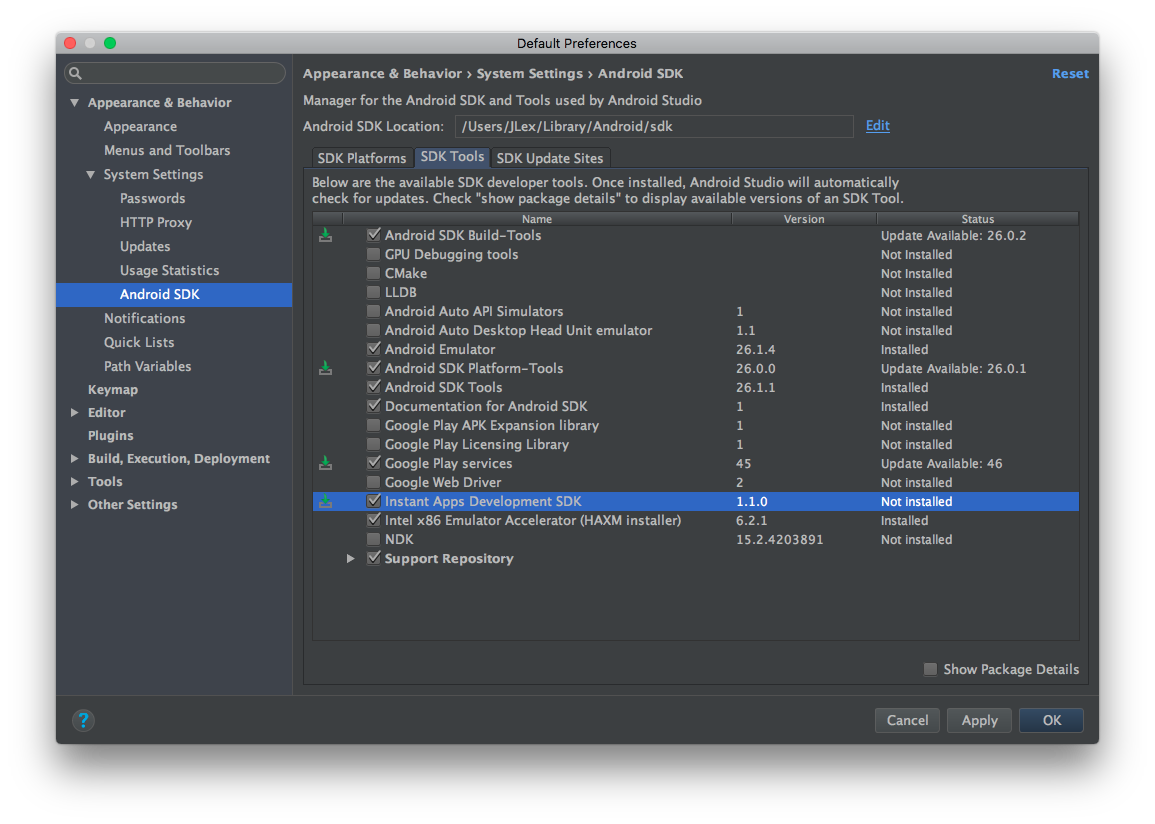 Default Preferences
Appearance & Behavior
Appearance
Menus and Toolbars
System Settings
Passwords
HTTP Proxy
Updates
Usage Statistics
Android SDK
Notifications
Quick Lists
Path Variables
Keymap
Editor
Plugins
Build, Execution, Deployment
Tools
Other Settings
Appearance & Behavior › System Settings › Android SDK
Reset
Manager for the Android SDK and Tools used by Android Studio
Android SDK Location: /Users/JLex/Library/Android/sdk Edit
SDK Platforms SDK Tools SDK Update Sites
Below are the available SDK developer tools. Once installed, Android Studio will automatically
check for updates. Check "show package details" to display available versions of an SDK Tool.
Name Version Status
Android SDK Build-Tools Update Available: 26.0.2
GPU Debugging tools Not Installed
CMake Not Installed
LLDB Not Installed
Android Auto API Simulators 1 Not installed
Android Auto Desktop Head Unit emulator 1.1 Not installed
Android Emulator 26.1.4 Installed
Android SDK Platform-Tools 26.0.0 Update Available: 26.0.1
Android SDK Tools 26.1.1 Installed
Documentation for Android SDK 1 Installed
Google Play APK Expansion library 1 Not installed
Google Play Licensing Library 1 Not installed
Google Play services 45 Update Available: 46
Google Web Driver 2 Not installed
Instant Apps Development SDK 1.1.0 Not installed
Intel x86 Emulator Accelerator (HAXM installer) 6.2.1 Installed
NDK 15.2.4203891 Not installed
Support Repository
Show Package Details
? Cancel Apply OK